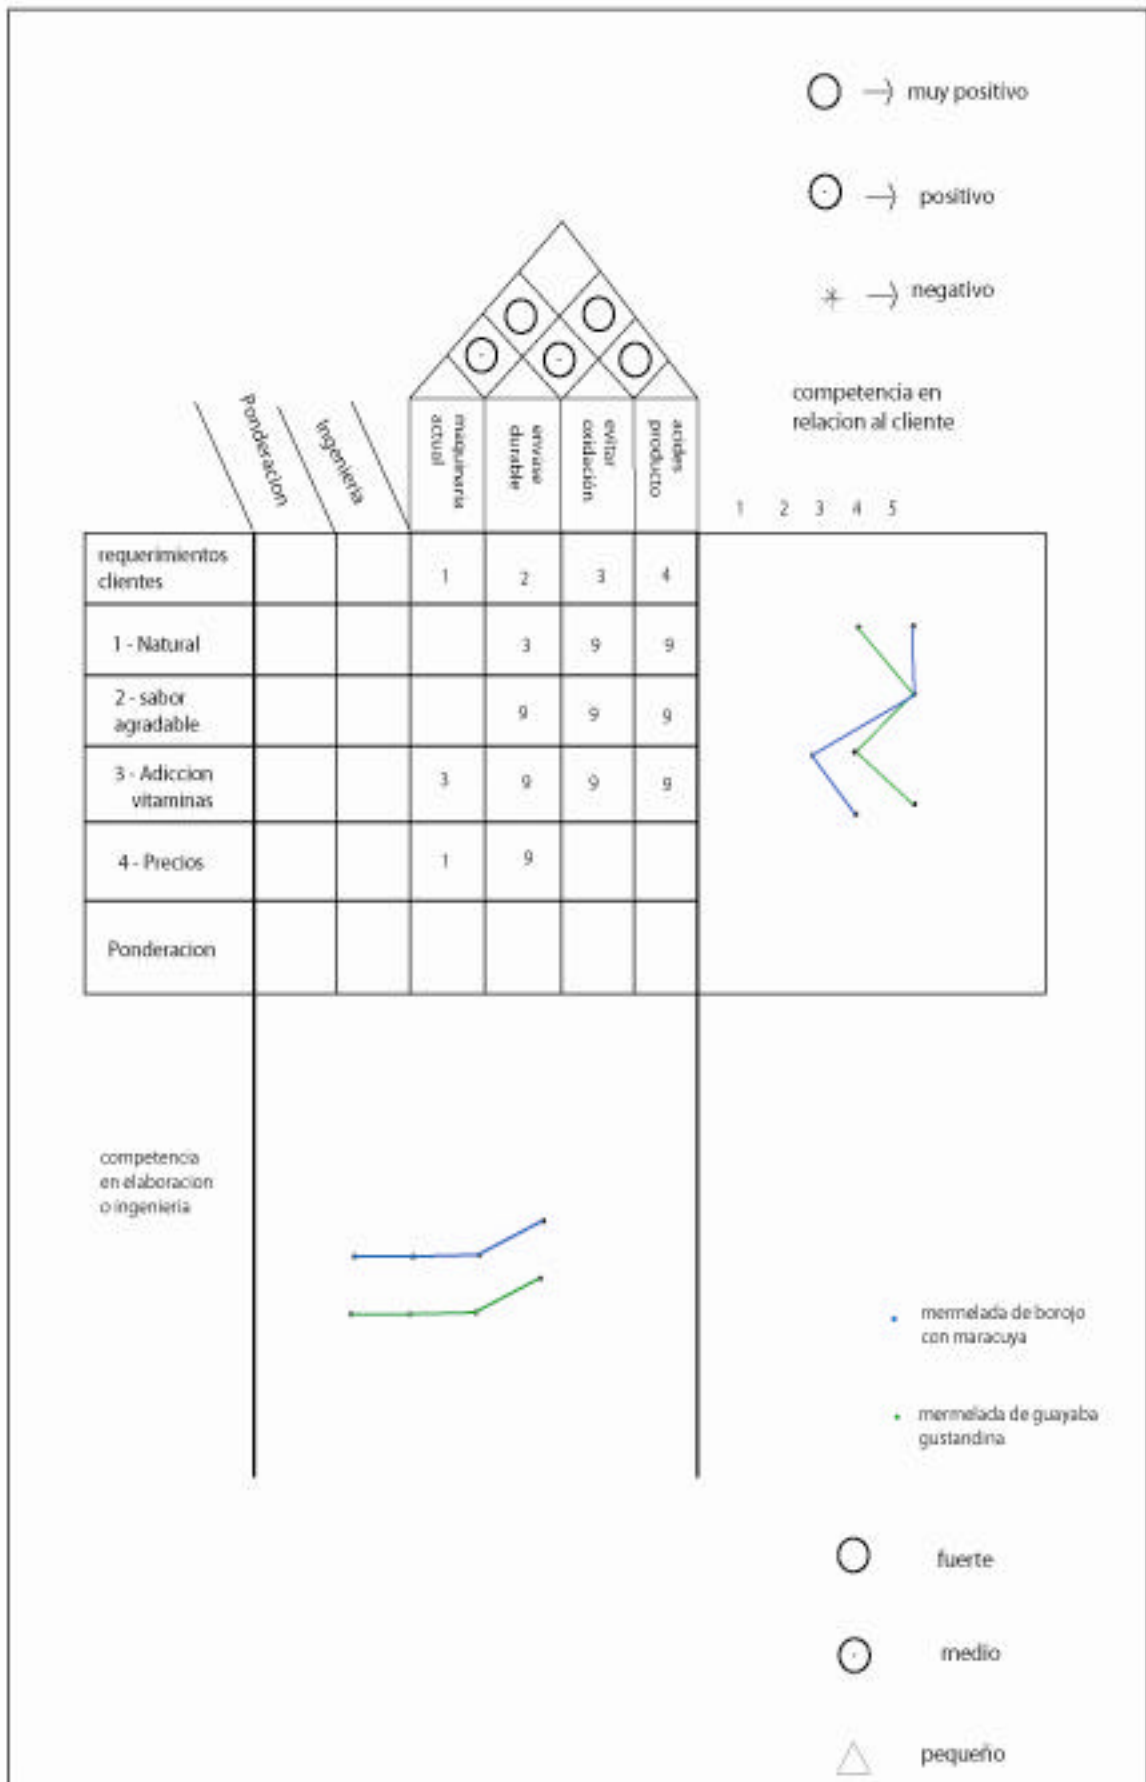 muy positivo
positivo
negativo
competencia en
relacion al cliente
Ponderacion
Ingenieria
maquinaria
actual
envase
durable
evitar
oxidación
acides
producto
1 2 3 4 5
requerimientos
clientes
1 2 3 4
1 - Natural
3 9 9
2 - sabor
agradable
9 9 9
3 - Adiccion
vitaminas
3 9 9 9
4 - Precios
1 9
Ponderacion
competencia
en elaboracion
o ingenieria
mermelada de borojo
con maracuya
mermelada de guayaba
gustandina
fuerte
medio
pequeño